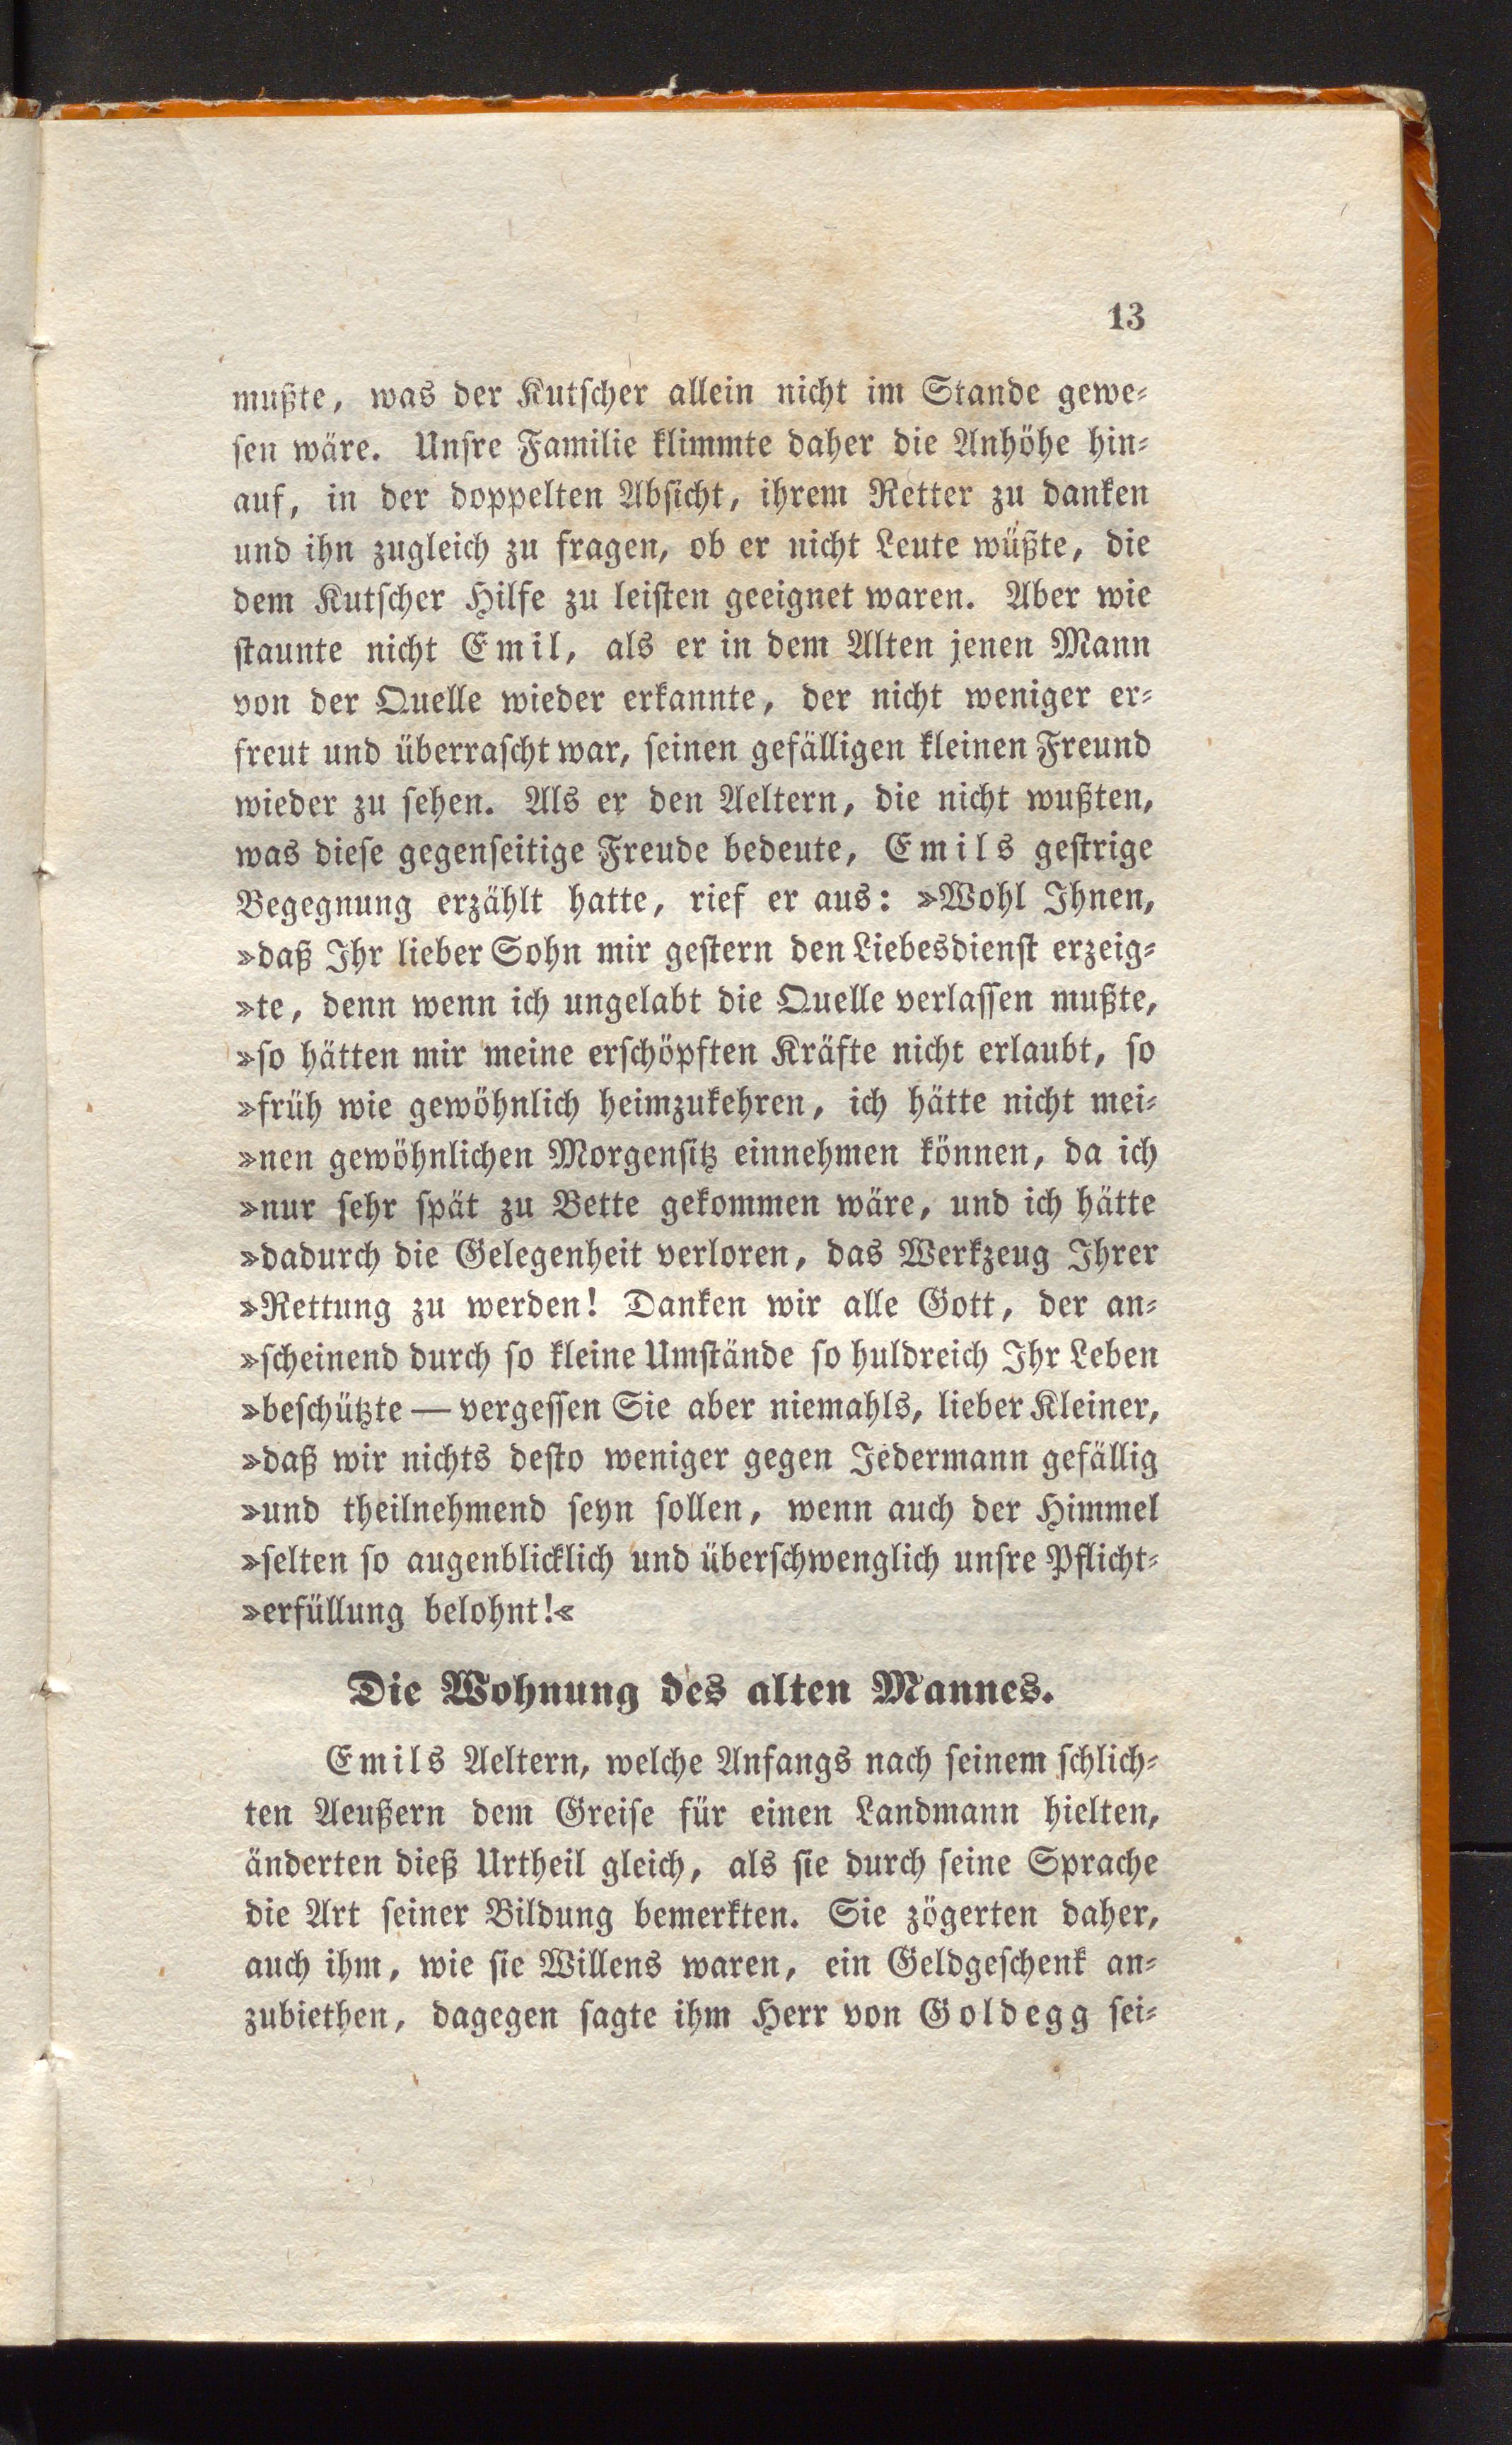 13
mußte, was der Kutscher allein nicht im Stande gewe-
sen wäre. Unsre Familie klimmte daher die Anhöhe hin-
auf, in der doppelten Absicht, ihrem Retter zu danken
und ihn zugleich zu fragen, ob er nicht Leute wüßte, die
dem Kutscher Hilfe zu leisten geeignet waren. Aber wie
staunte nicht Emil, als er in dem Alten jenen Mann
von der Quelle wieder erkannte, der nicht weniger er-
freut und überrascht war, seinen gefälligen kleinen Freund
wieder zu sehen. Als er den Aeltern, die nicht wußten,
was diese gegenseitige Freude bedeute, Emils gestrige
Begegnung erzählt hatte, rief er aus: »Wohl Ihnen,
»daß Ihr lieber Sohn mir gestern den Liebesdienst erzeig-
»te, denn wenn ich ungelabt die Quelle verlassen mußte,
»so hätten mir meine erschöpften Kräfte nicht erlaubt, so
»früh wie gewöhnlich heimzukehren, ich hätte nicht mei-
»nen gewöhnlichen Morgensitz einnehmen können, da ich
»nur sehr spät zu Bette gekommen wäre, und ich hätte
»dadurch die Gelegenheit verloren, das Werkzeug Ihrer
»Rettung zu werden! Danken wir alle Gott, der an-
»scheinend durch so kleine Umstände so huldreich Ihr Leben
»beschützte — vergessen Sie aber niemahls, lieber Kleiner,
»daß wir nichts desto weniger gegen Jedermann gefällig
»und theilnehmend seyn sollen, wenn auch der Himmel
»selten so augenblicklich und überschwenglich unsre Pflicht-
»erfüllung belohnt!«
Die Wohnung des alten Mannes.
Emils Aeltern, welche Anfangs nach seinem schlich-
ten Aeußern dem Greise für einen Landmann hielten,
änderten dieß Urtheil gleich, als sie durch seine Sprache
die Art seiner Bildung bemerkten. Sie zögerten daher,
auch ihm, wie sie Willens waren, ein Geldgeschenk an-
zubiethen, dagegen sagte ihm Herr von Goldegg sei-